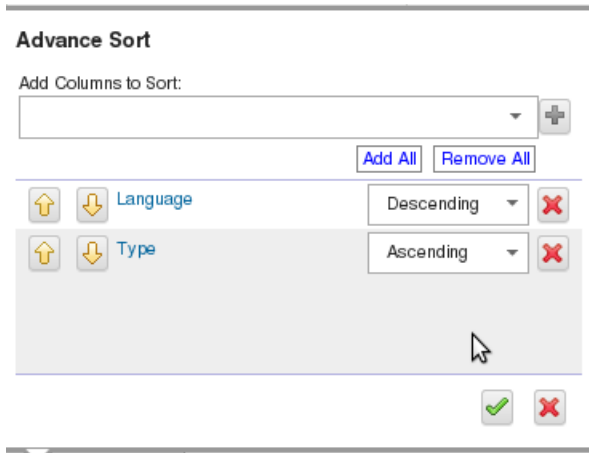 Advance Sort
Add Columns to Sort:
Add All Remove All
Language Descending
Type Ascending